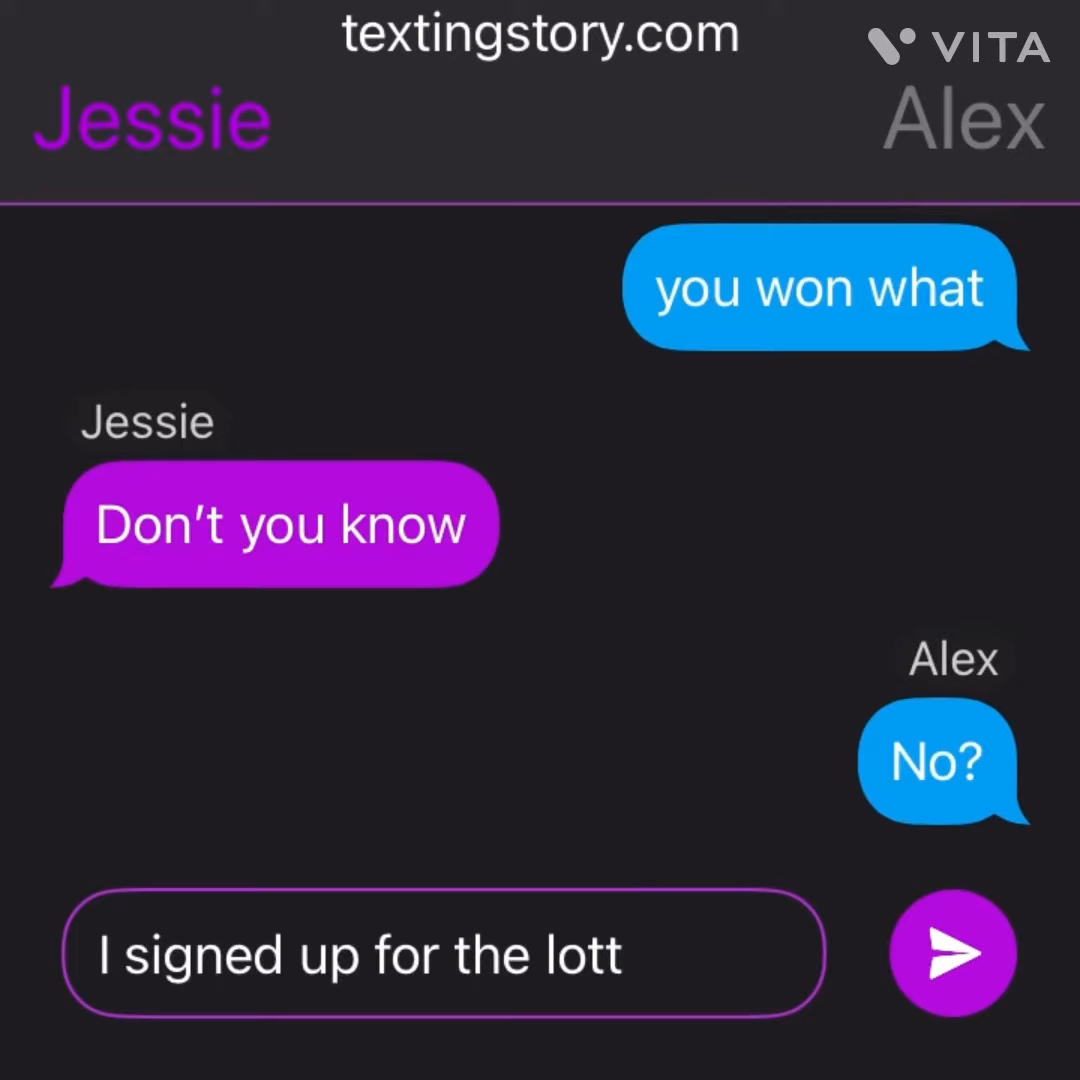 textingstory.com
VITA
Jessie
Alex
you won what
Jessie
Don’t you know
Alex
No?
I signed up for the lott